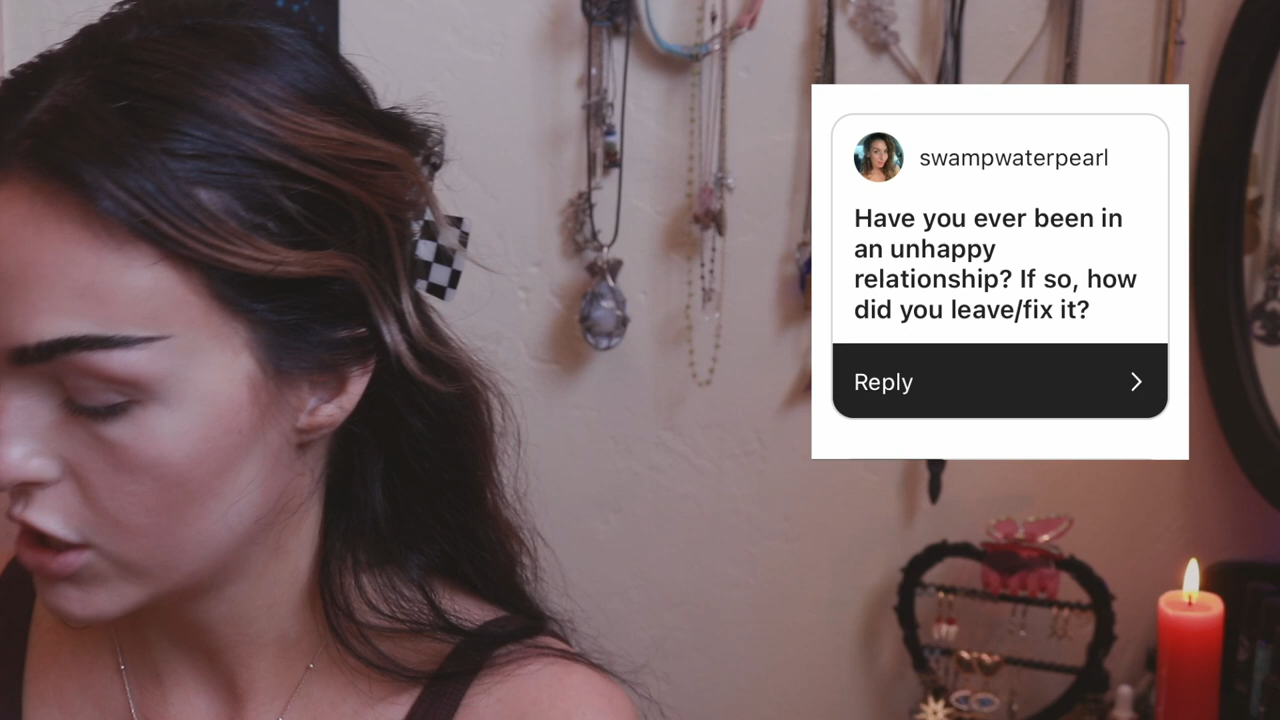 swampwaterpearl
Have you ever been in
an unhappy
relationship? If so, how
did you leave/fix it?
Reply